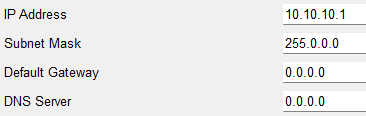 IP Address 10.10.10.1
Subnet Mask 255.0.0.0
Default Gateway 0.0.0.0
DNS Server 0.0.0.0